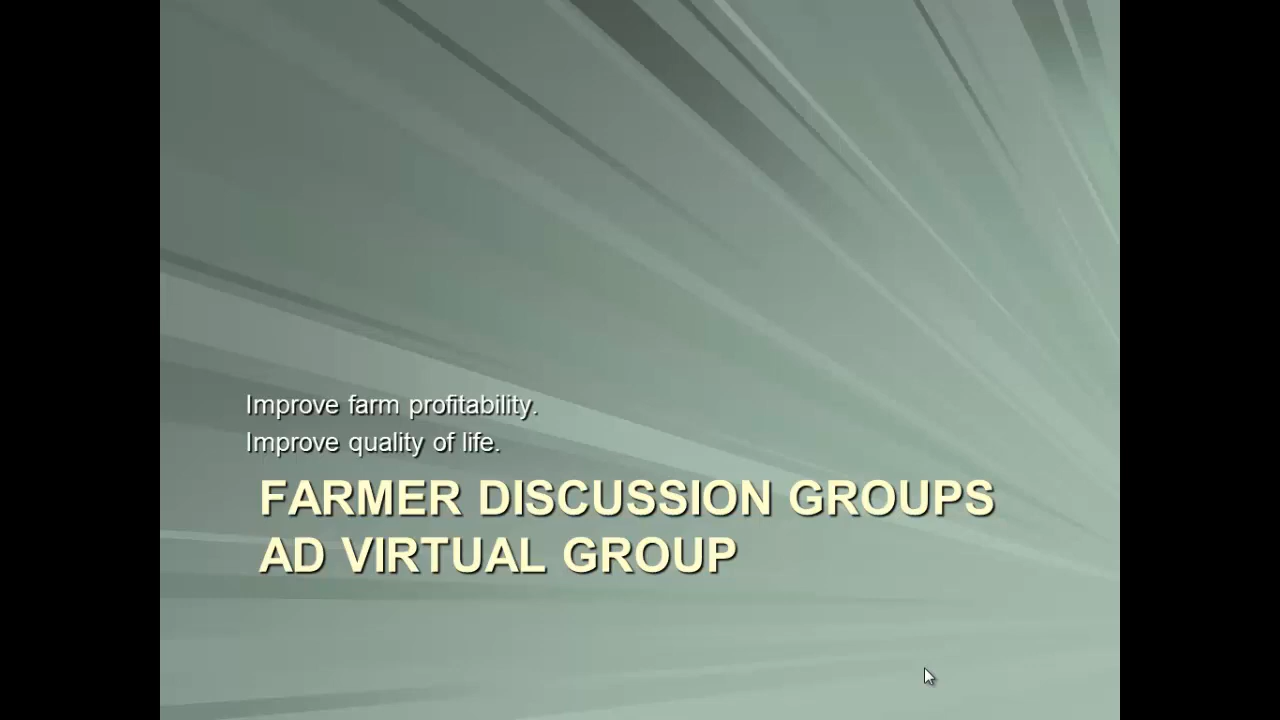 Improve farm profitability.
Improve quality of life.
FARMER DISCUSSION GROUPS
AD VIRTUAL GROUP